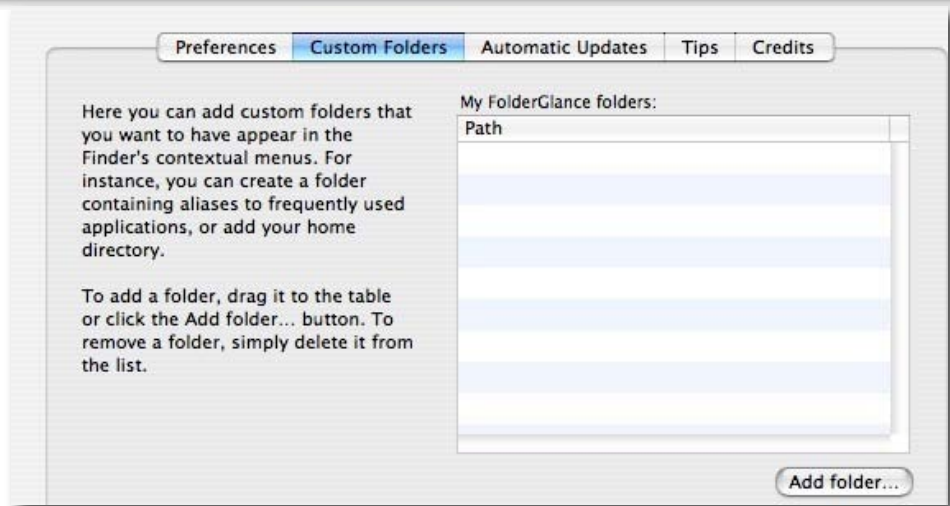 Preferences
Custom Folders
Automatic Updates
Tips
Credits
Here you can add custom folders that
you want to have appear in the
Finder's contextual menus. For
instance, you can create a folder
containing aliases to frequently used
applications, or add your home
directory.
To add a folder, drag it to the table
or click the Add folder... button. To
remove a folder, simply delete it from
the list.
My FolderGlance folders:
Path
Add folder...